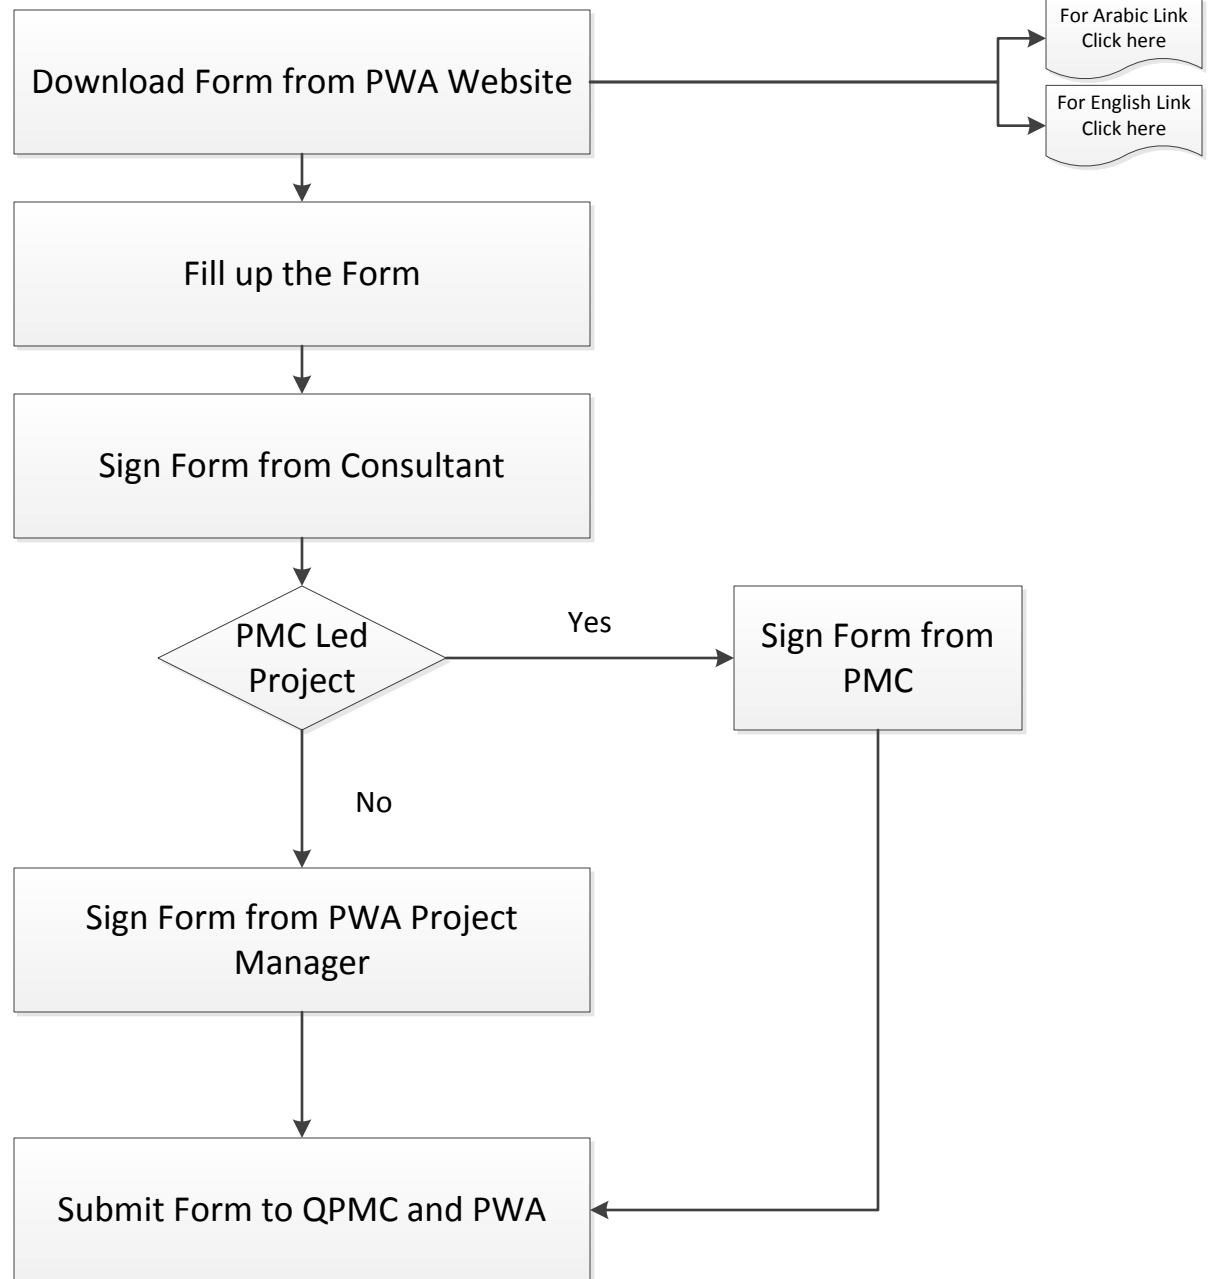 For Arabic Link
Click here
Download Form from PWA Website
For English Link
Click here
Fill up the Form
Sign Form from Consultant
PMC Led
Project
Yes
Sign Form from
PMC
No
Sign Form from PWA Project
Manager
Submit Form to QPMC and PWA